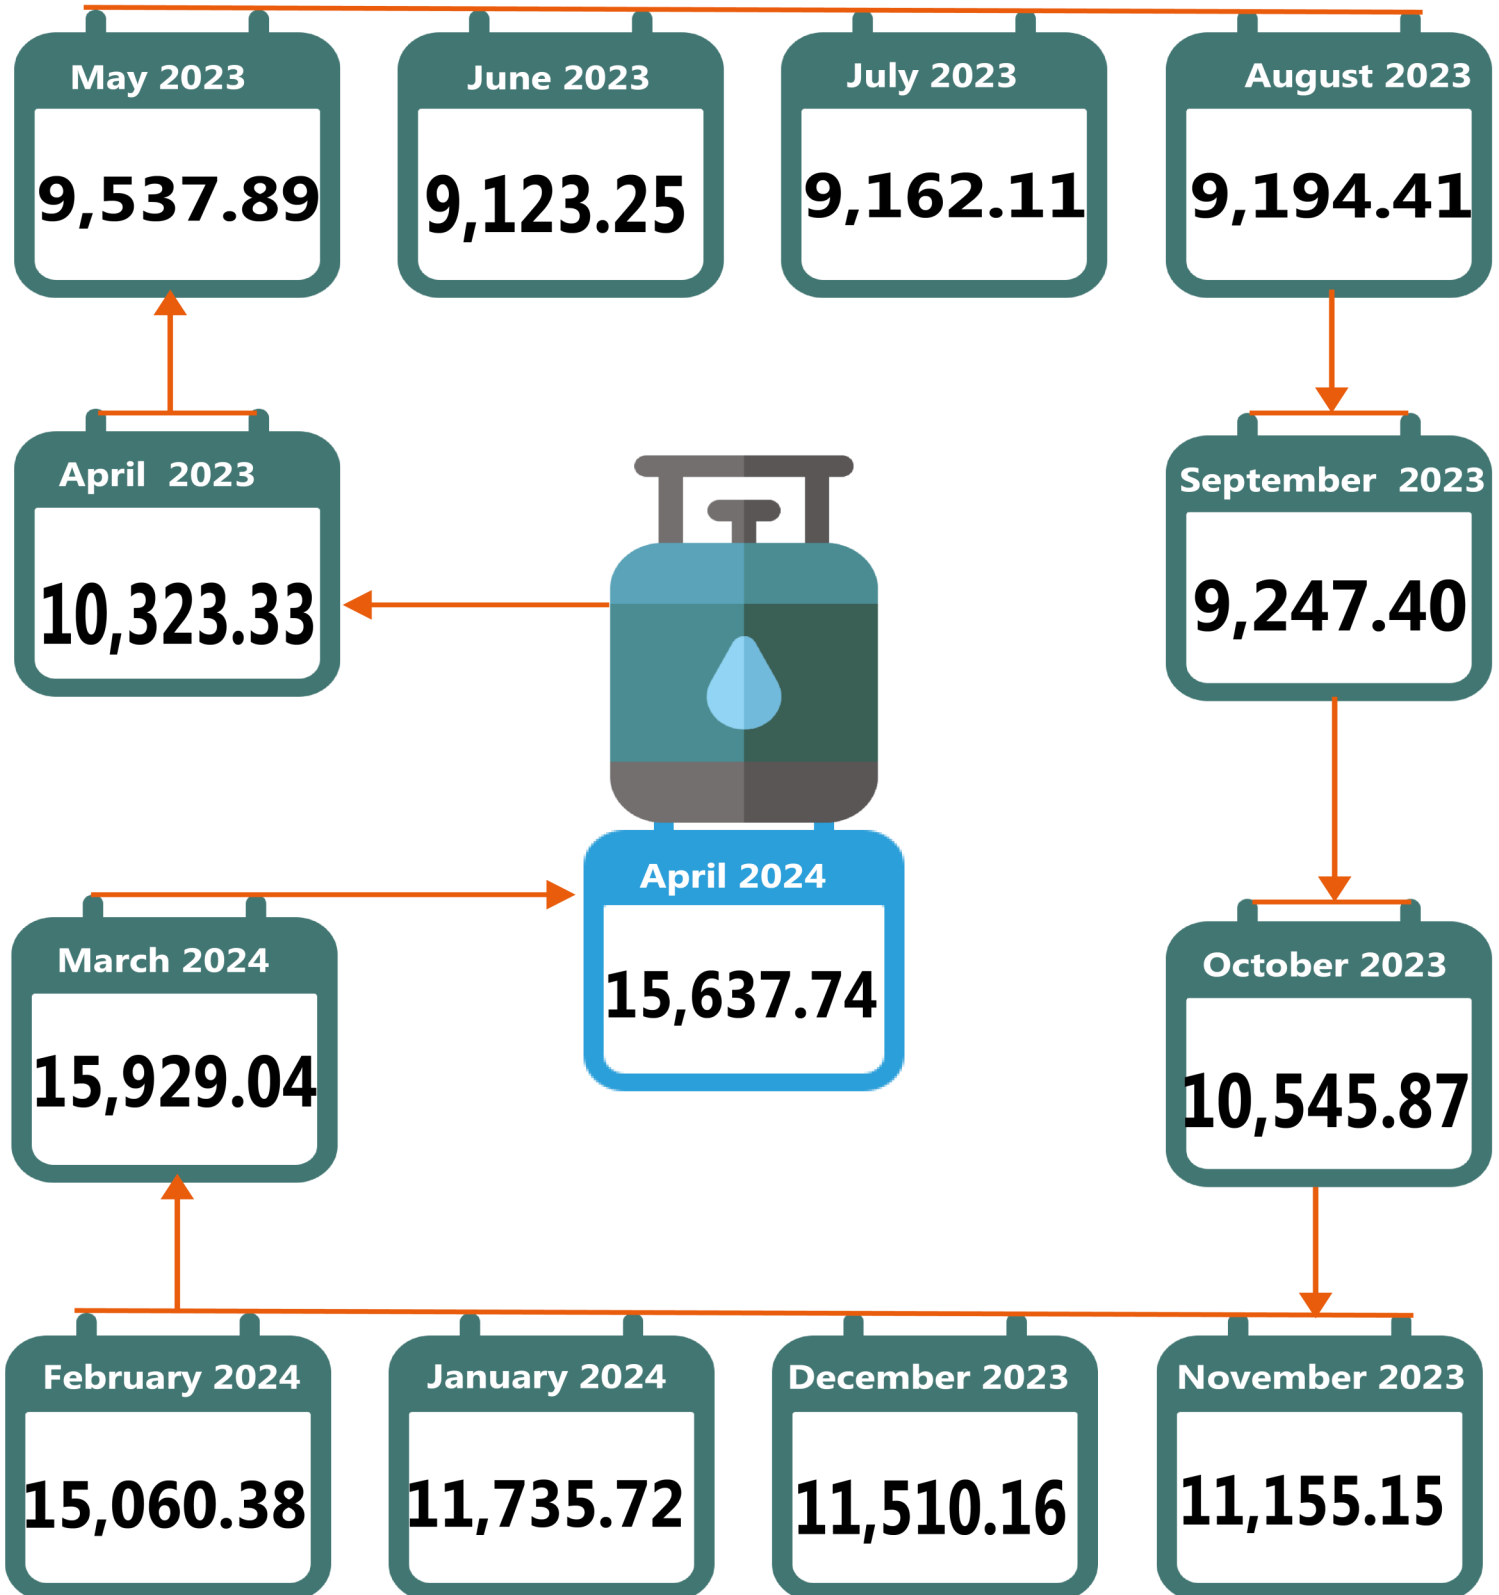 May 2023
9,537.89
June 2023
9,123.25
July 2023
9,162.11
August 2023
9,194.41
April 2023
10,323.33
September 2023
9,247.40
April 2024
15,637.74
March 2024
15,929.04
October 2023
10,545.87
February 2024
15,060.38
January 2024
11,735.72
December 2023
11,510.16
November 2023
11,155.15